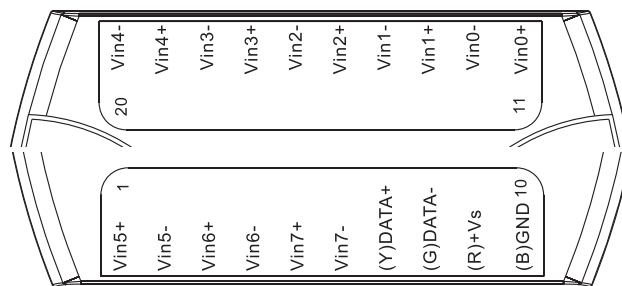 Vin4-
Vin4+
Vin3-
Vin3+
Vin2-
Vin2+
Vin1-
Vin1+
Vin0-
Vin0+
20
11
1
10
Vin5+
Vin5-
Vin6+
Vin6-
Vin7+
Vin7-
(Y)DATA+
(G)DATA-
(R)+Vs
(B)GND